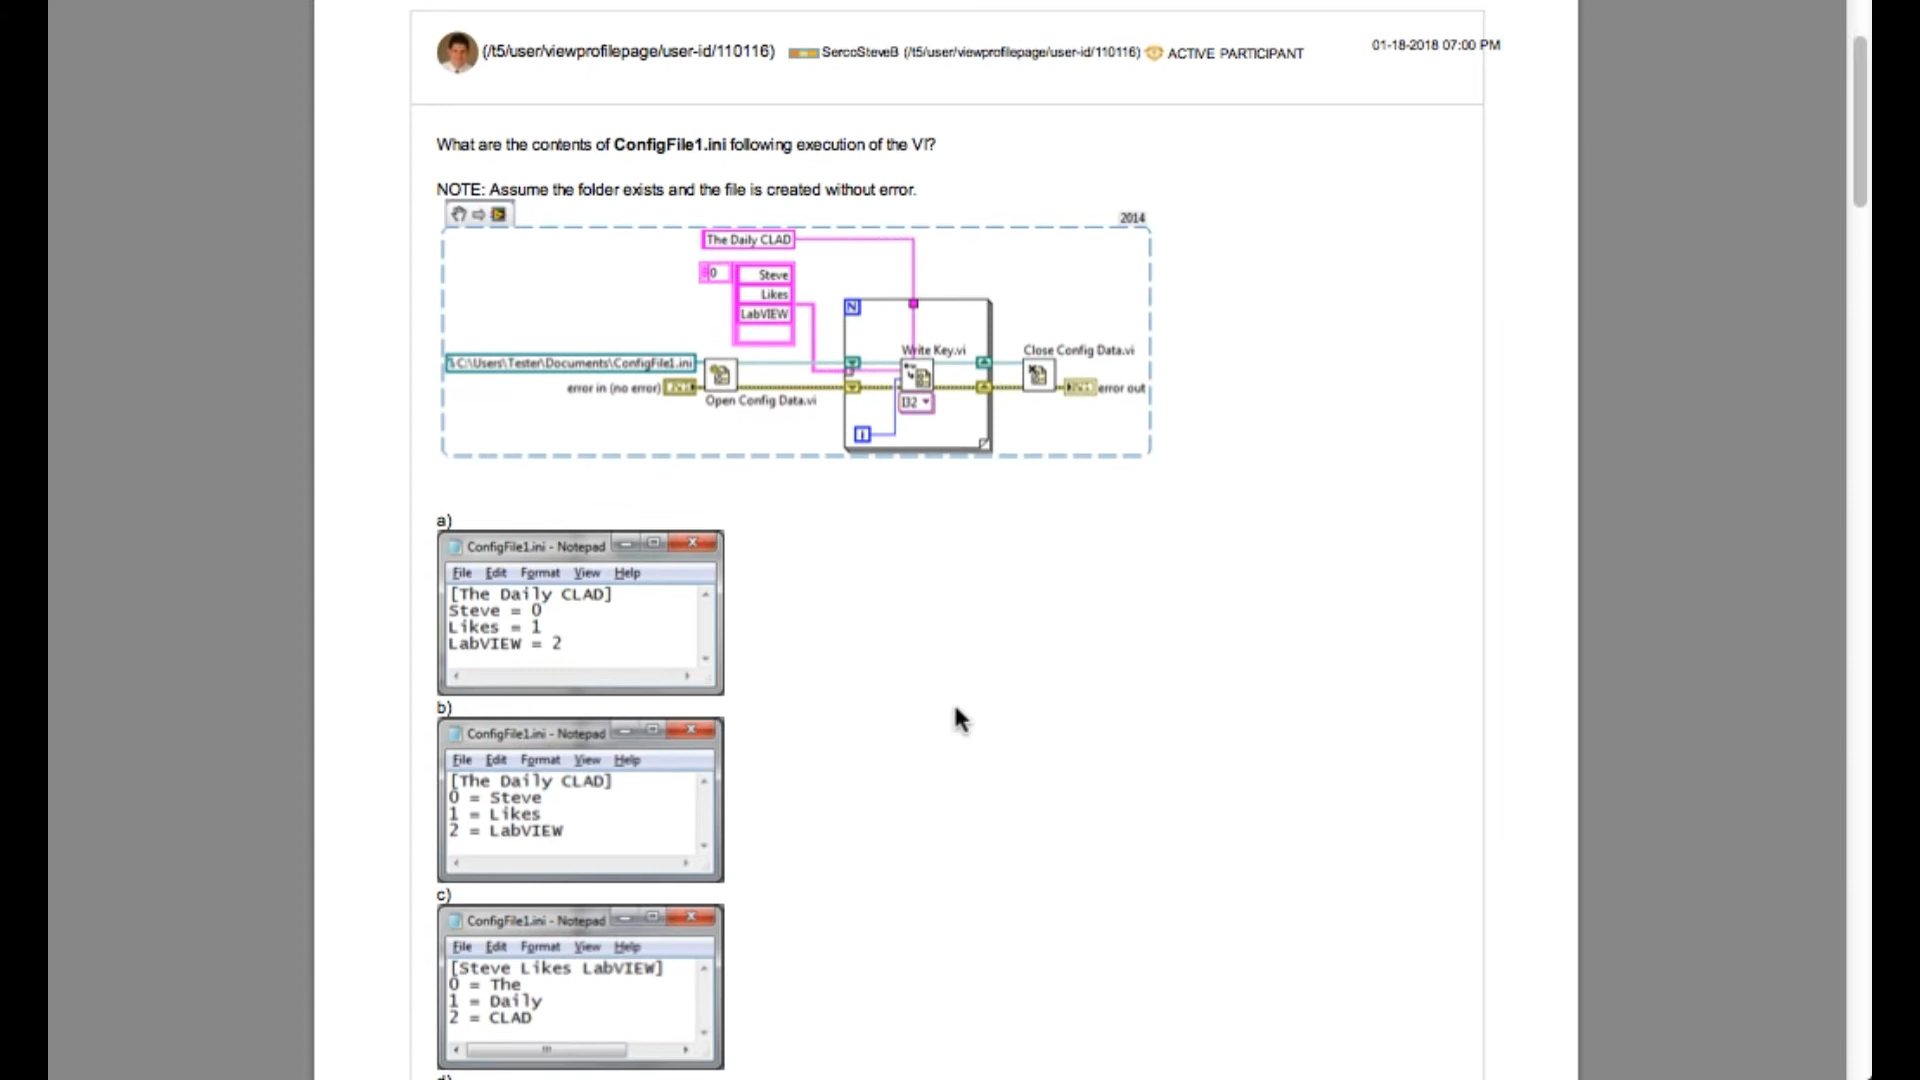 (/t5/user/viewprofilepage/user-id/110116) SercoSteveB (/t5/user/viewprofilepage/user-id/110116) ACTIVE PARTICIPANT 01-18-2018 07:00 PM
What are the contents of ConfigFile1.ini following execution of the VI?
NOTE: Assume the folder exists and the file is created without error.
2014
The Daily CLAD
0
Steve
Likes
LabVIEW
N
Write Key.vi
Close Config Data.vi
C:\Users\Tester\Documents\ConfigFile1.ini
error in (no error)
error out
Open Config Data.vi
I32
i
a)
ConfigFile1.ini - Notepad
File Edit Format View Help
[The Daily CLAD]
Steve = 0
Likes = 1
LabVIEW = 2
b)
ConfigFile1.ini - Notepad
File Edit Format View Help
[The Daily CLAD]
0 = Steve
1 = Likes
2 = LabVIEW
c)
ConfigFile1.ini - Notepad
File Edit Format View Help
[Steve Likes LabVIEW]
0 = The
1 = Daily
2 = CLAD